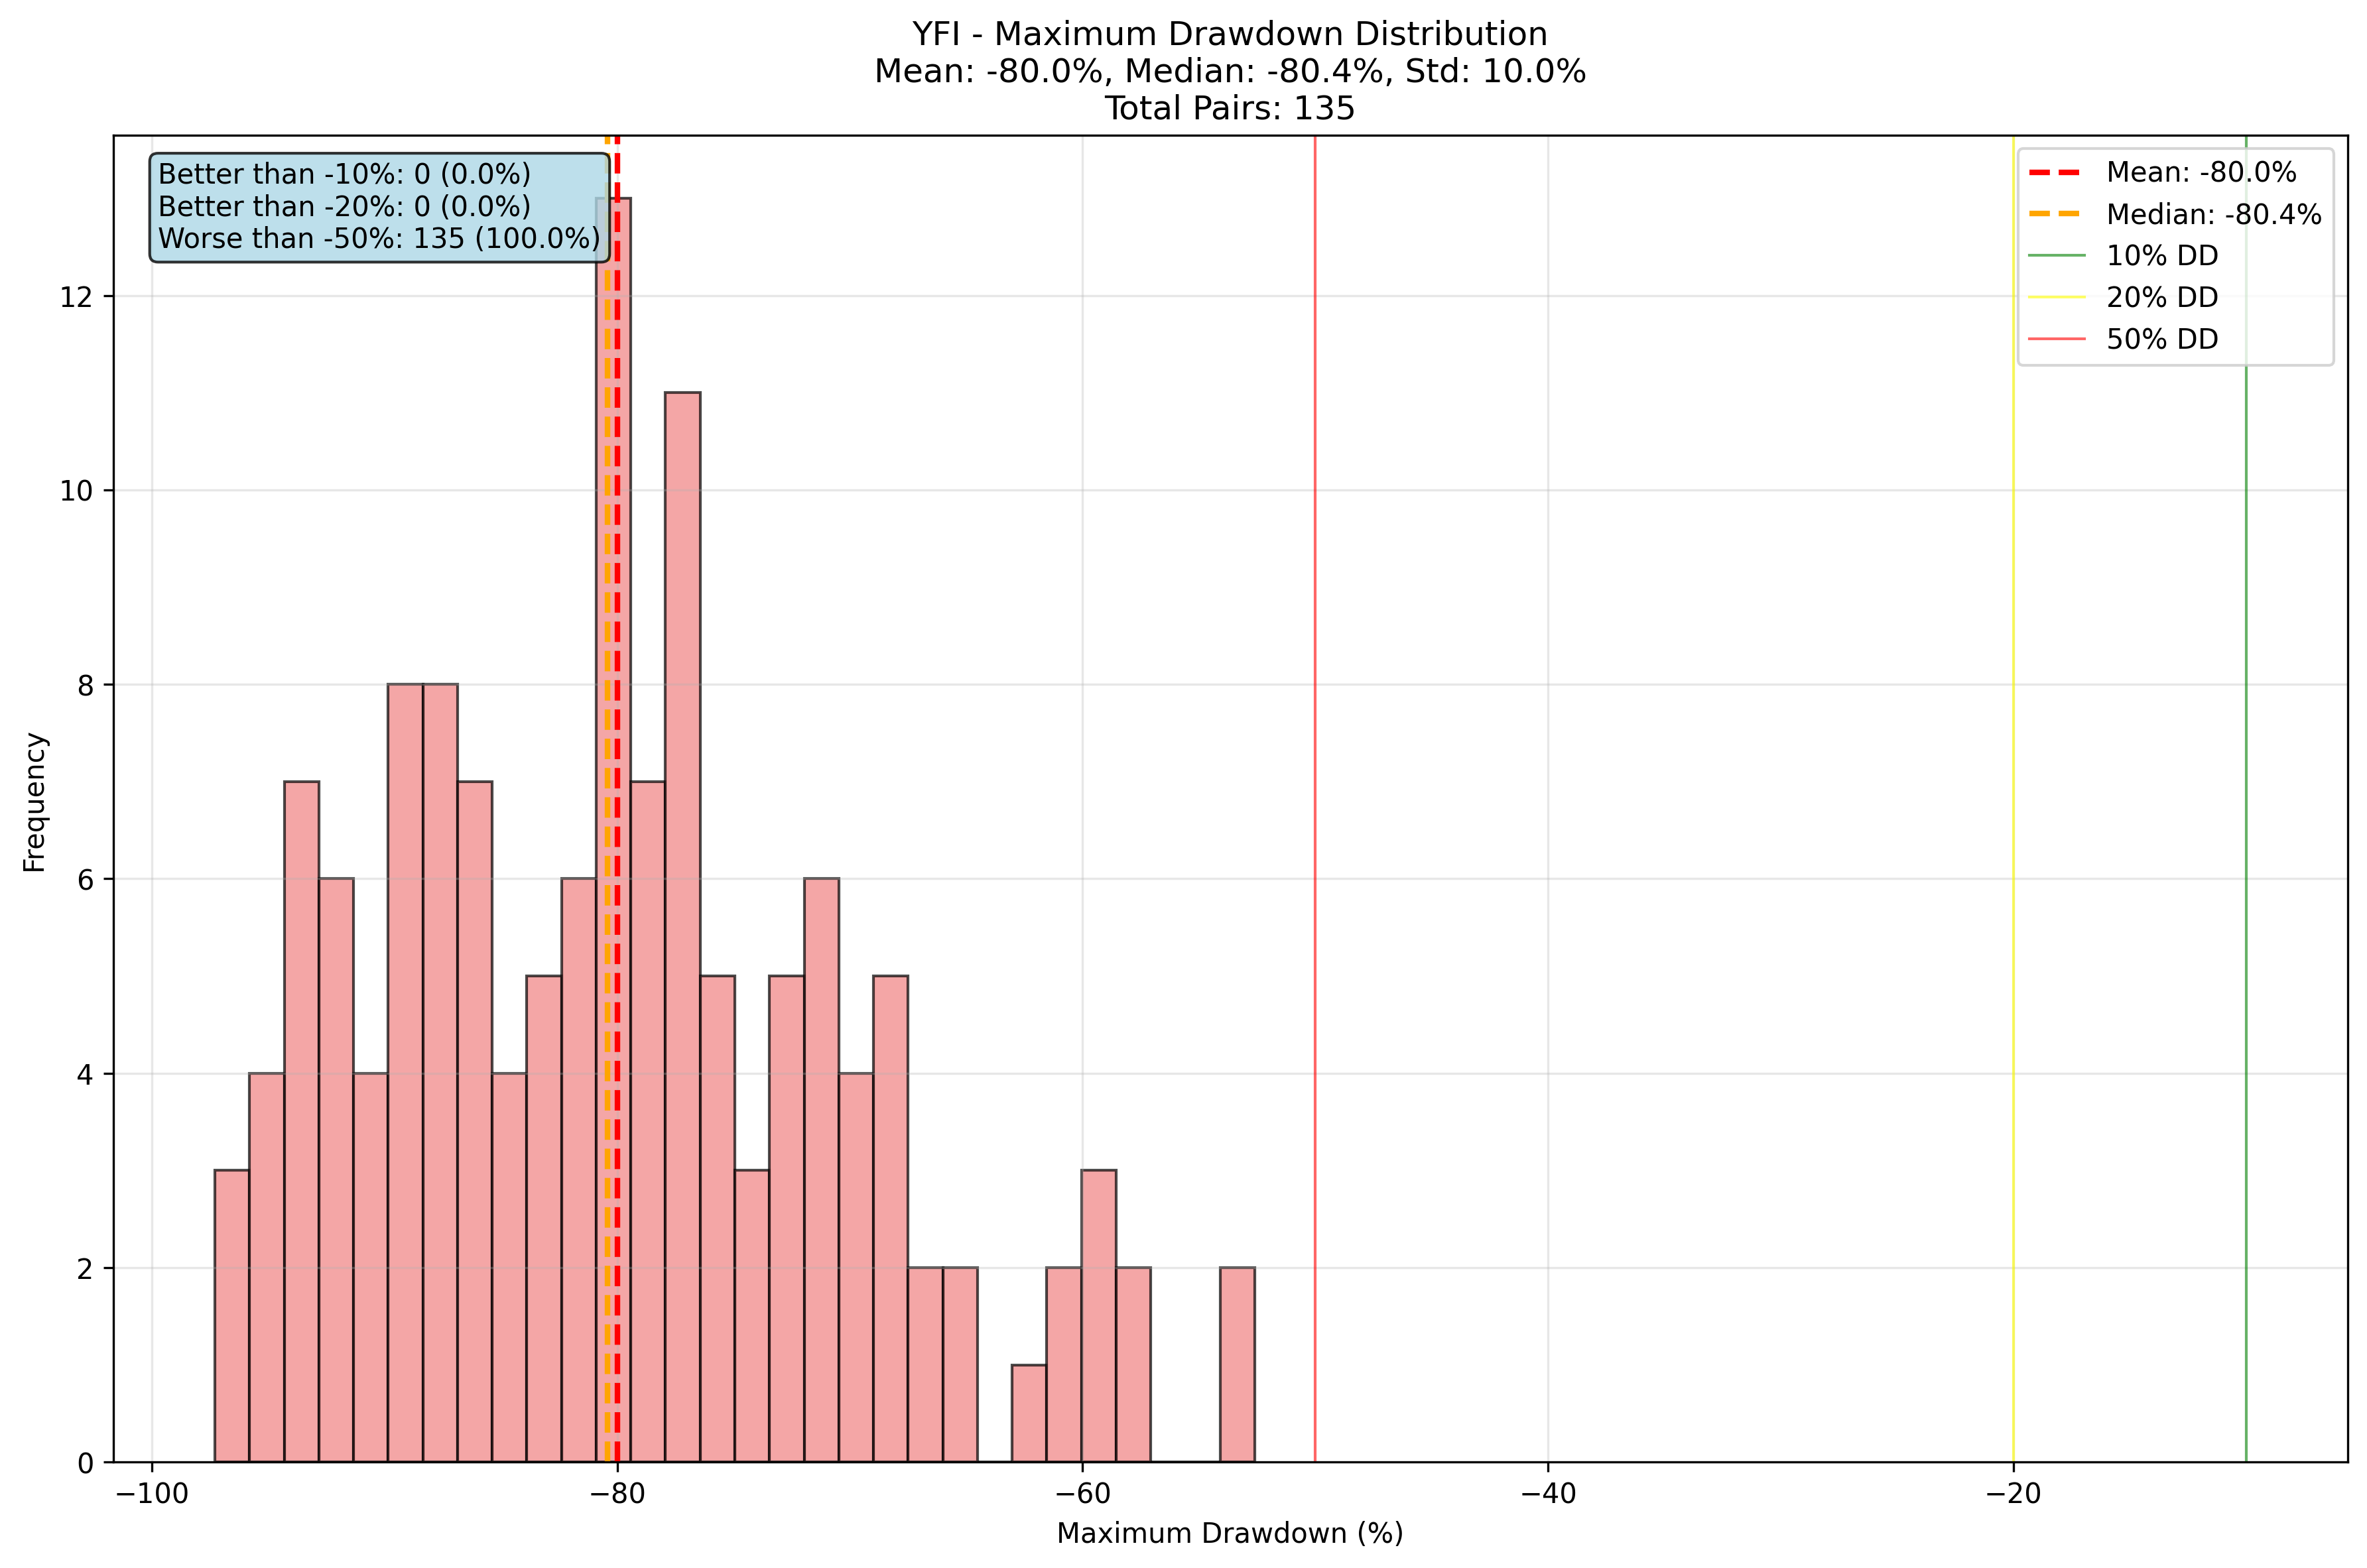 YFI - Maximum Drawdown Distribution
Mean: -80.0%, Median: -80.4%, Std: 10.0%
Total Pairs: 135
Better than -10%: 0 (0.0%)
Better than -20%: 0 (0.0%)
Worse than -50%: 135 (100.0%)
Mean: -80.0%
Median: -80.4%
10% DD
20% DD
50% DD
Frequency
12
10
8
6
4
2
0
−100
−80
−60
−40
−20
Maximum Drawdown (%)